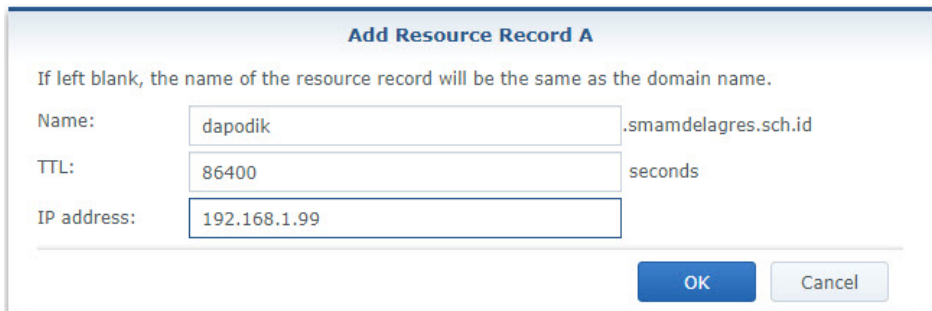 Add Resource Record A
If left blank, the name of the resource record will be the same as the domain name.
Name: dapodik .smamdelagres.sch.id
TTL: 86400 seconds
IP address: 192.168.1.99
OK Cancel